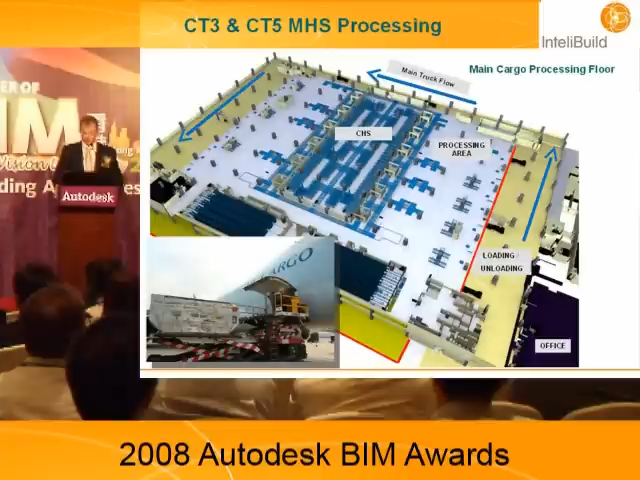 CT3 & CT5 MHS Processing
InteliBuild
Main Cargo Processing Floor
Main Truck Flow
CHS
PROCESSING
AREA
LOADING /
UNLOADING
OFFICE
CARGO
Autodesk
2008 Autodesk BIM Awards